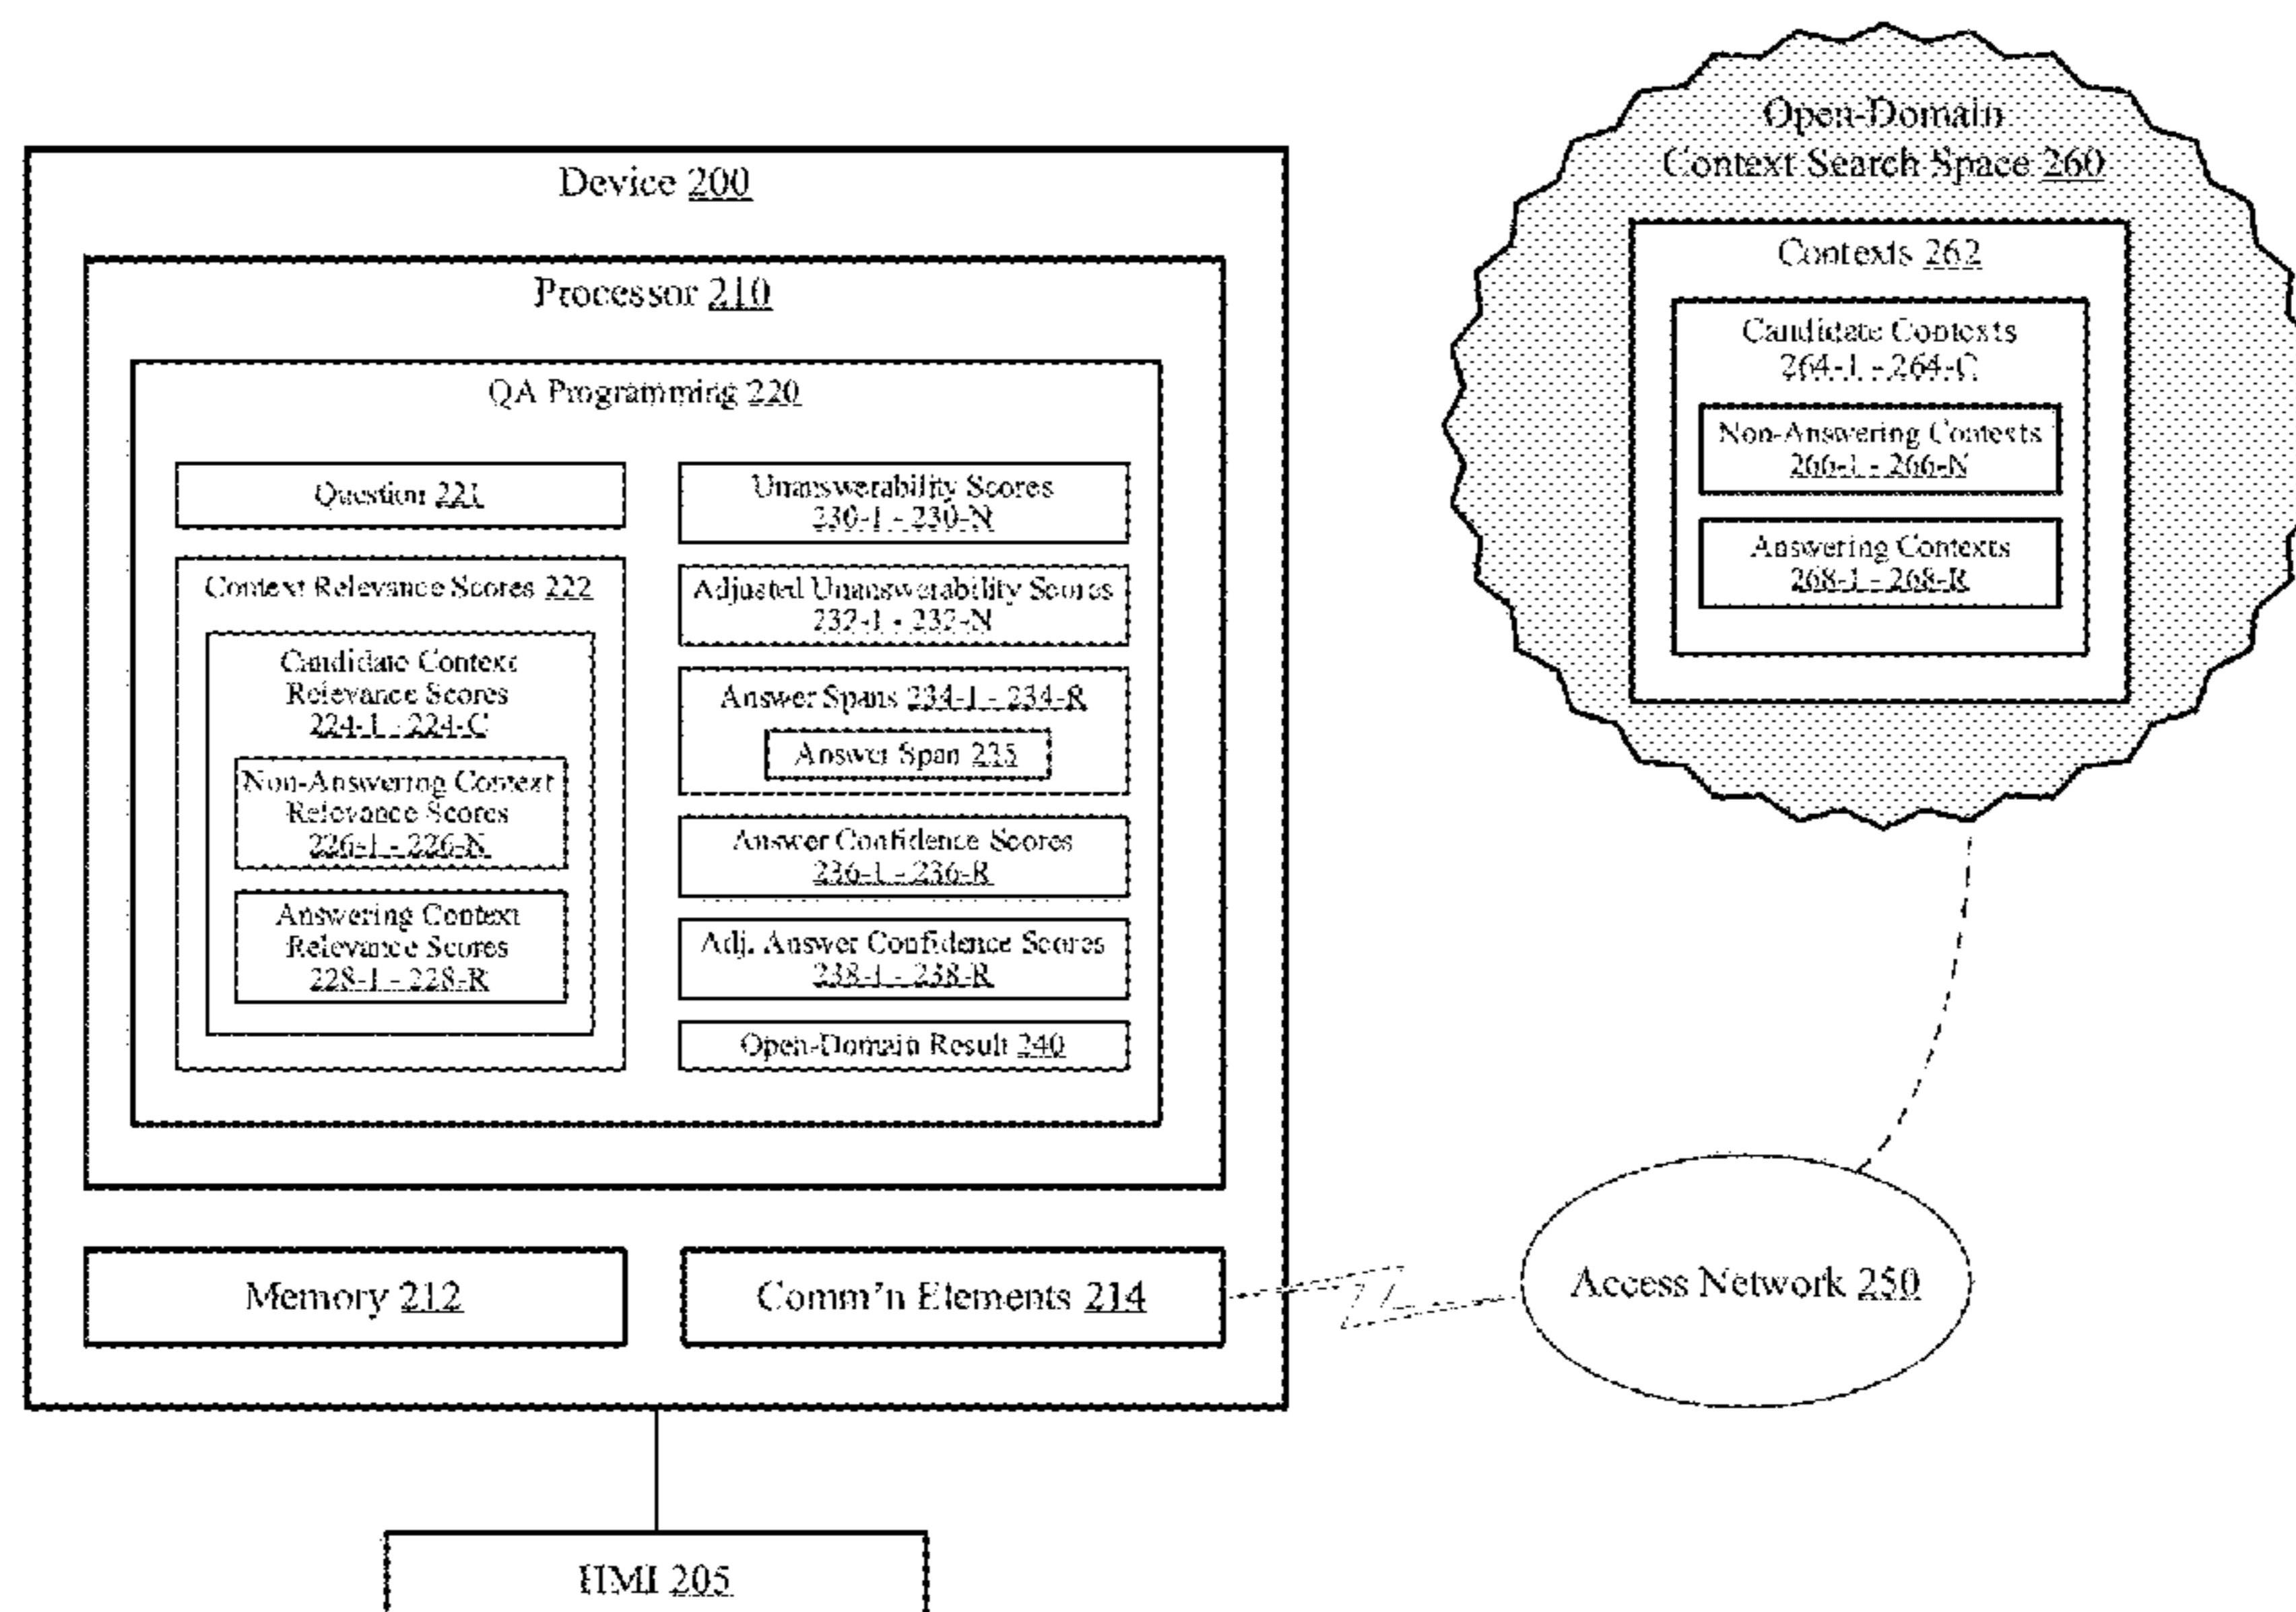 Device 200
Processor 210
QA Programming 220
Question 221
Context Relevance Scores 222
Candidate Context
Relevance Scores
224-1 - 224-C
Non-Answering Context
Relevance Scores
226-1 - 226-N
Answering Context
Relevance Scores
228-1 - 228-R
Unanswerability Scores
230-1 - 230-N
Adjusted Unanswerability Scores
232-1 - 232-N
Answer Spans 234-1 - 234-R
Answer Span 235
Answer Confidence Scores
236-1 - 236-R
Adj. Answer Confidence Scores
238-1 - 238-R
Open-Domain Result 240
Memory 212
Comm'n Elements 214
HMI 205
Open-Domain
Context Search Space 260
Contexts 262
Candidate Contexts
264-1 - 264-C
Non-Answering Contexts
266-1 - 266-N
Answering Contexts
268-1 - 268-R
Access Network 250